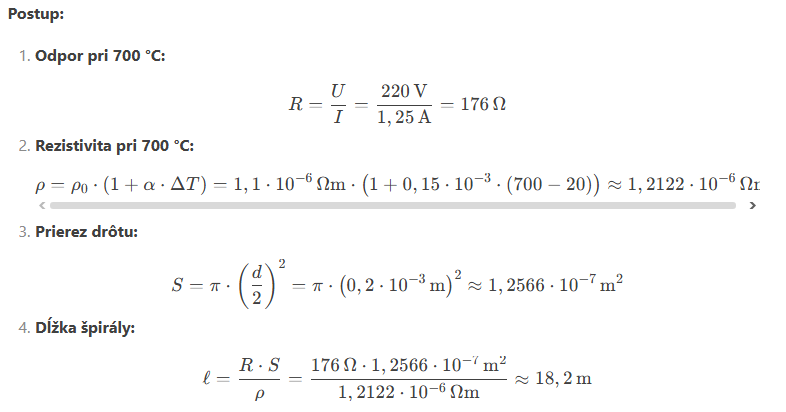 Postup:
1. Odpor pri 700 °C:
R = U/I = 220 V/1,25 A = 176 Ω
2. Rezistivita pri 700 °C:
ρ = ρ₀ · (1 + α · ΔT) = 1,1 · 10⁻⁶ Ωm · (1 + 0,15 · 10⁻³ · (700 − 20)) ≈ 1,2122 · 10⁻⁶ Ωm
3. Prierez drôtu:
S = π · (d/2)² = π · (0,2 · 10⁻³ m)² ≈ 1,2566 · 10⁻⁷ m²
4. Dĺžka špirály:
ℓ = R · S/ρ = 176 Ω · 1,2566 · 10⁻⁷ m²/1,2122 · 10⁻⁶ Ωm ≈ 18,2 m